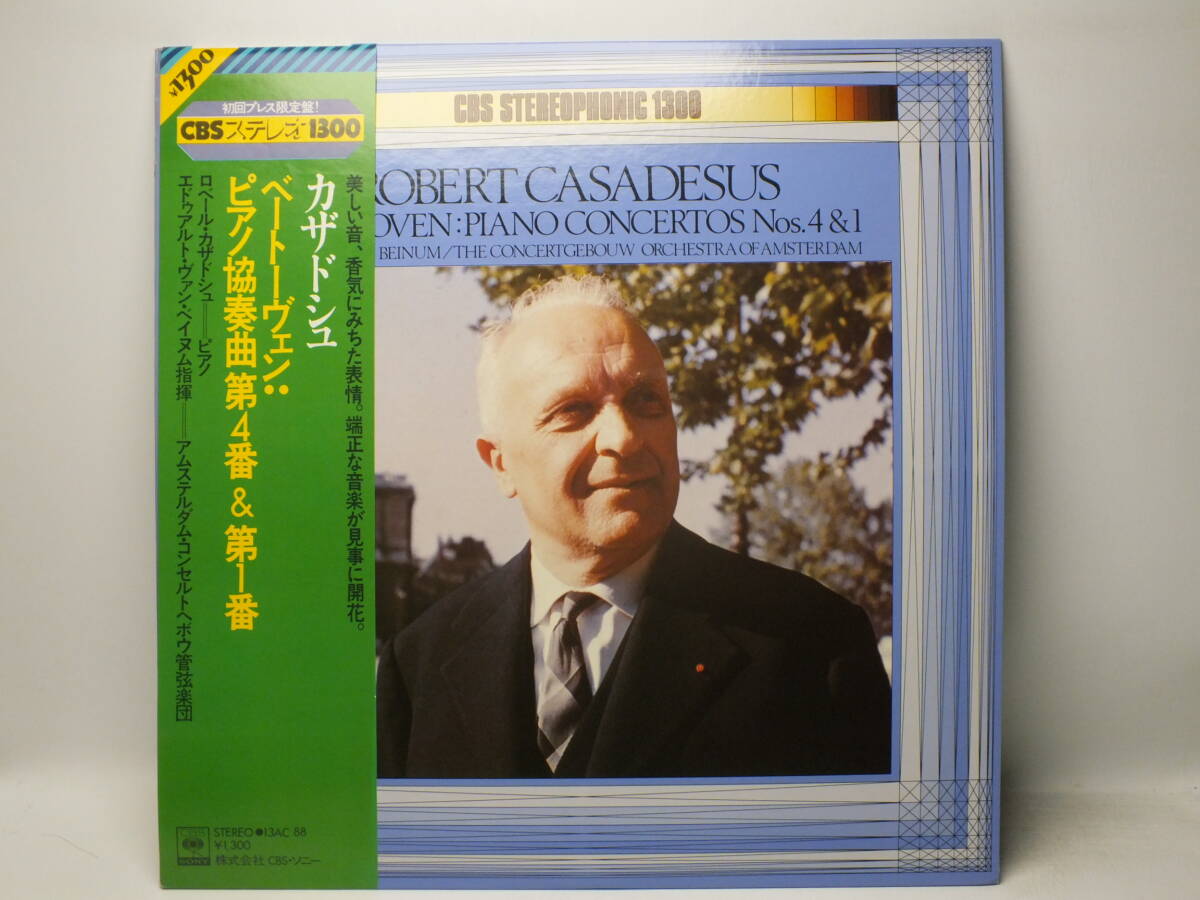 ¥1300
初回プレス限定盤!
CBSステレオ1300
美しい音、香気にみちた表情。端正な音楽が見事に開花。
カザドシュ
ベートーヴェン:
ピアノ協奏曲 第4番 & 第1番
ロベール・カザドシュ——ピアノ
エドゥアルト・ヴァン・ベイヌム指揮——アムステルダム・コンセルトヘボウ管弦楽団
CBS
SONY
STEREO●13AC 88
¥1,300
株式会社 CBS・ソニー
CBS STEREOPHONIC 1300
ROBERT CASADESUS
OVEN:PIANO CONCERTOS Nos.4 & 1
BEINUM/THE CONCERTGEBOUW ORCHESTRA OF AMSTERDAM